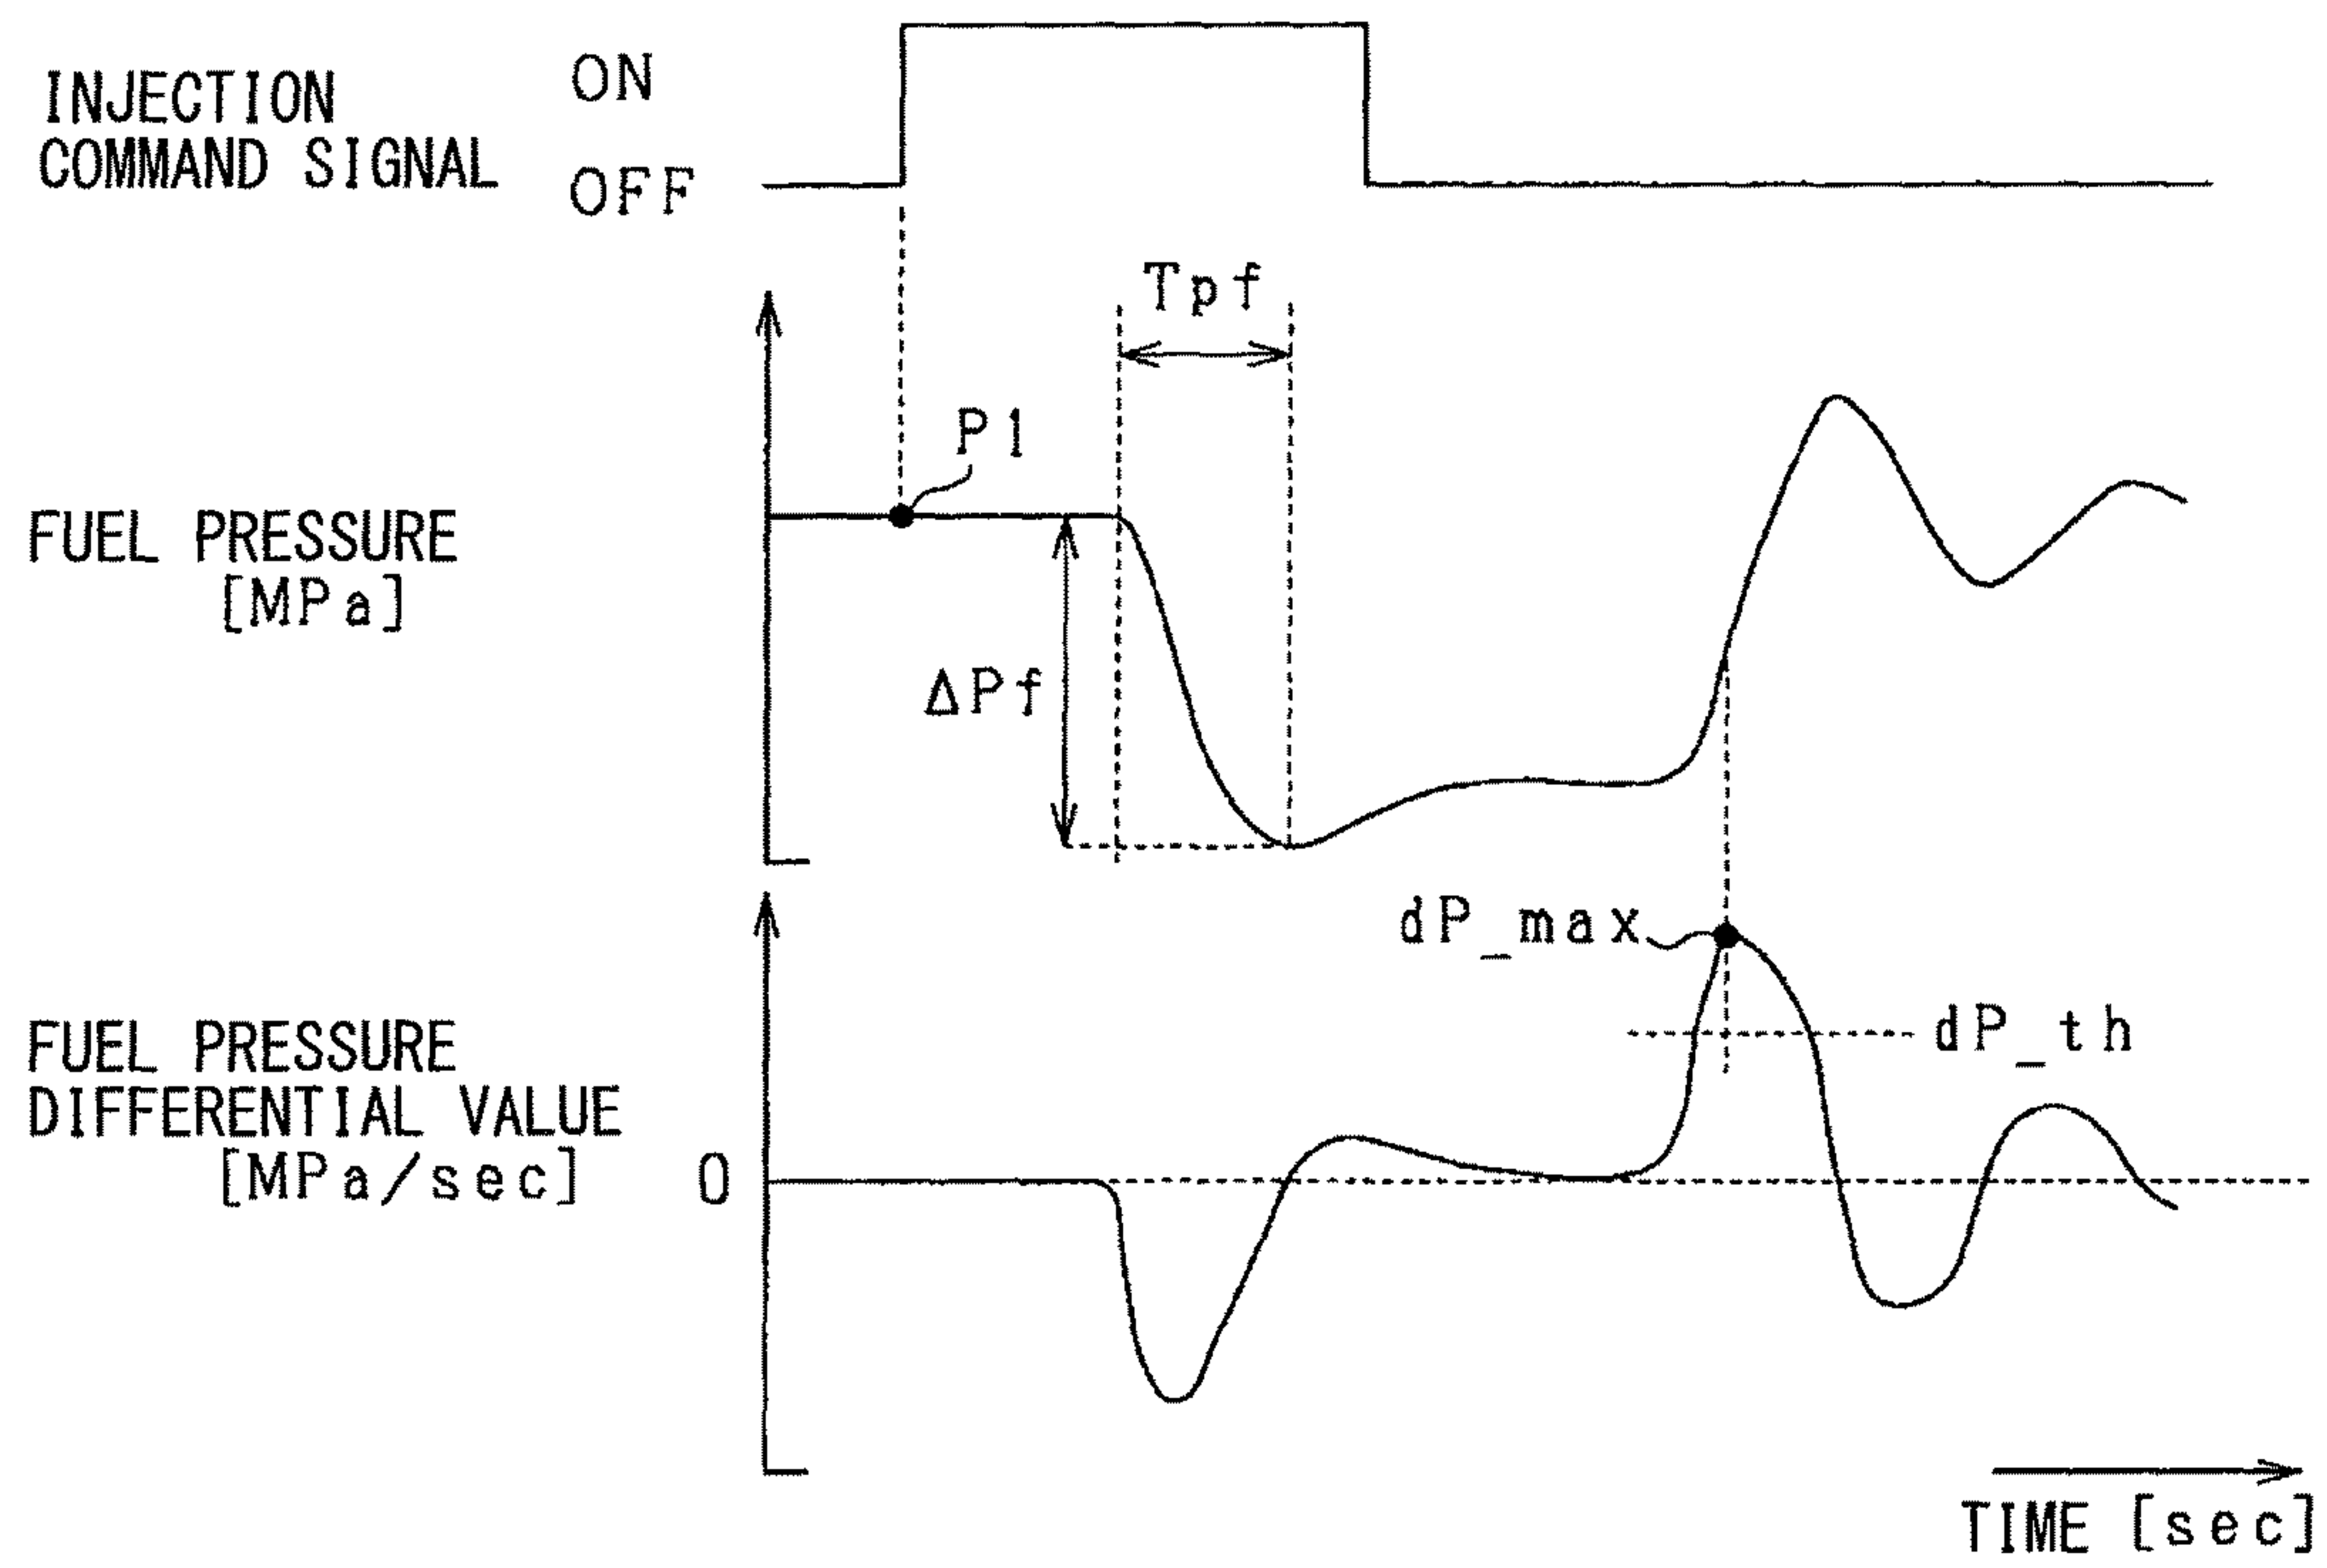 INJECTION
COMMAND SIGNAL
ON
OFF
Tpf
P1
FUEL PRESSURE
[MPa]
ΔPf
dP_max
dP_th
FUEL PRESSURE
DIFFERENTIAL VALUE
[MPa/sec]
0
TIME [sec]